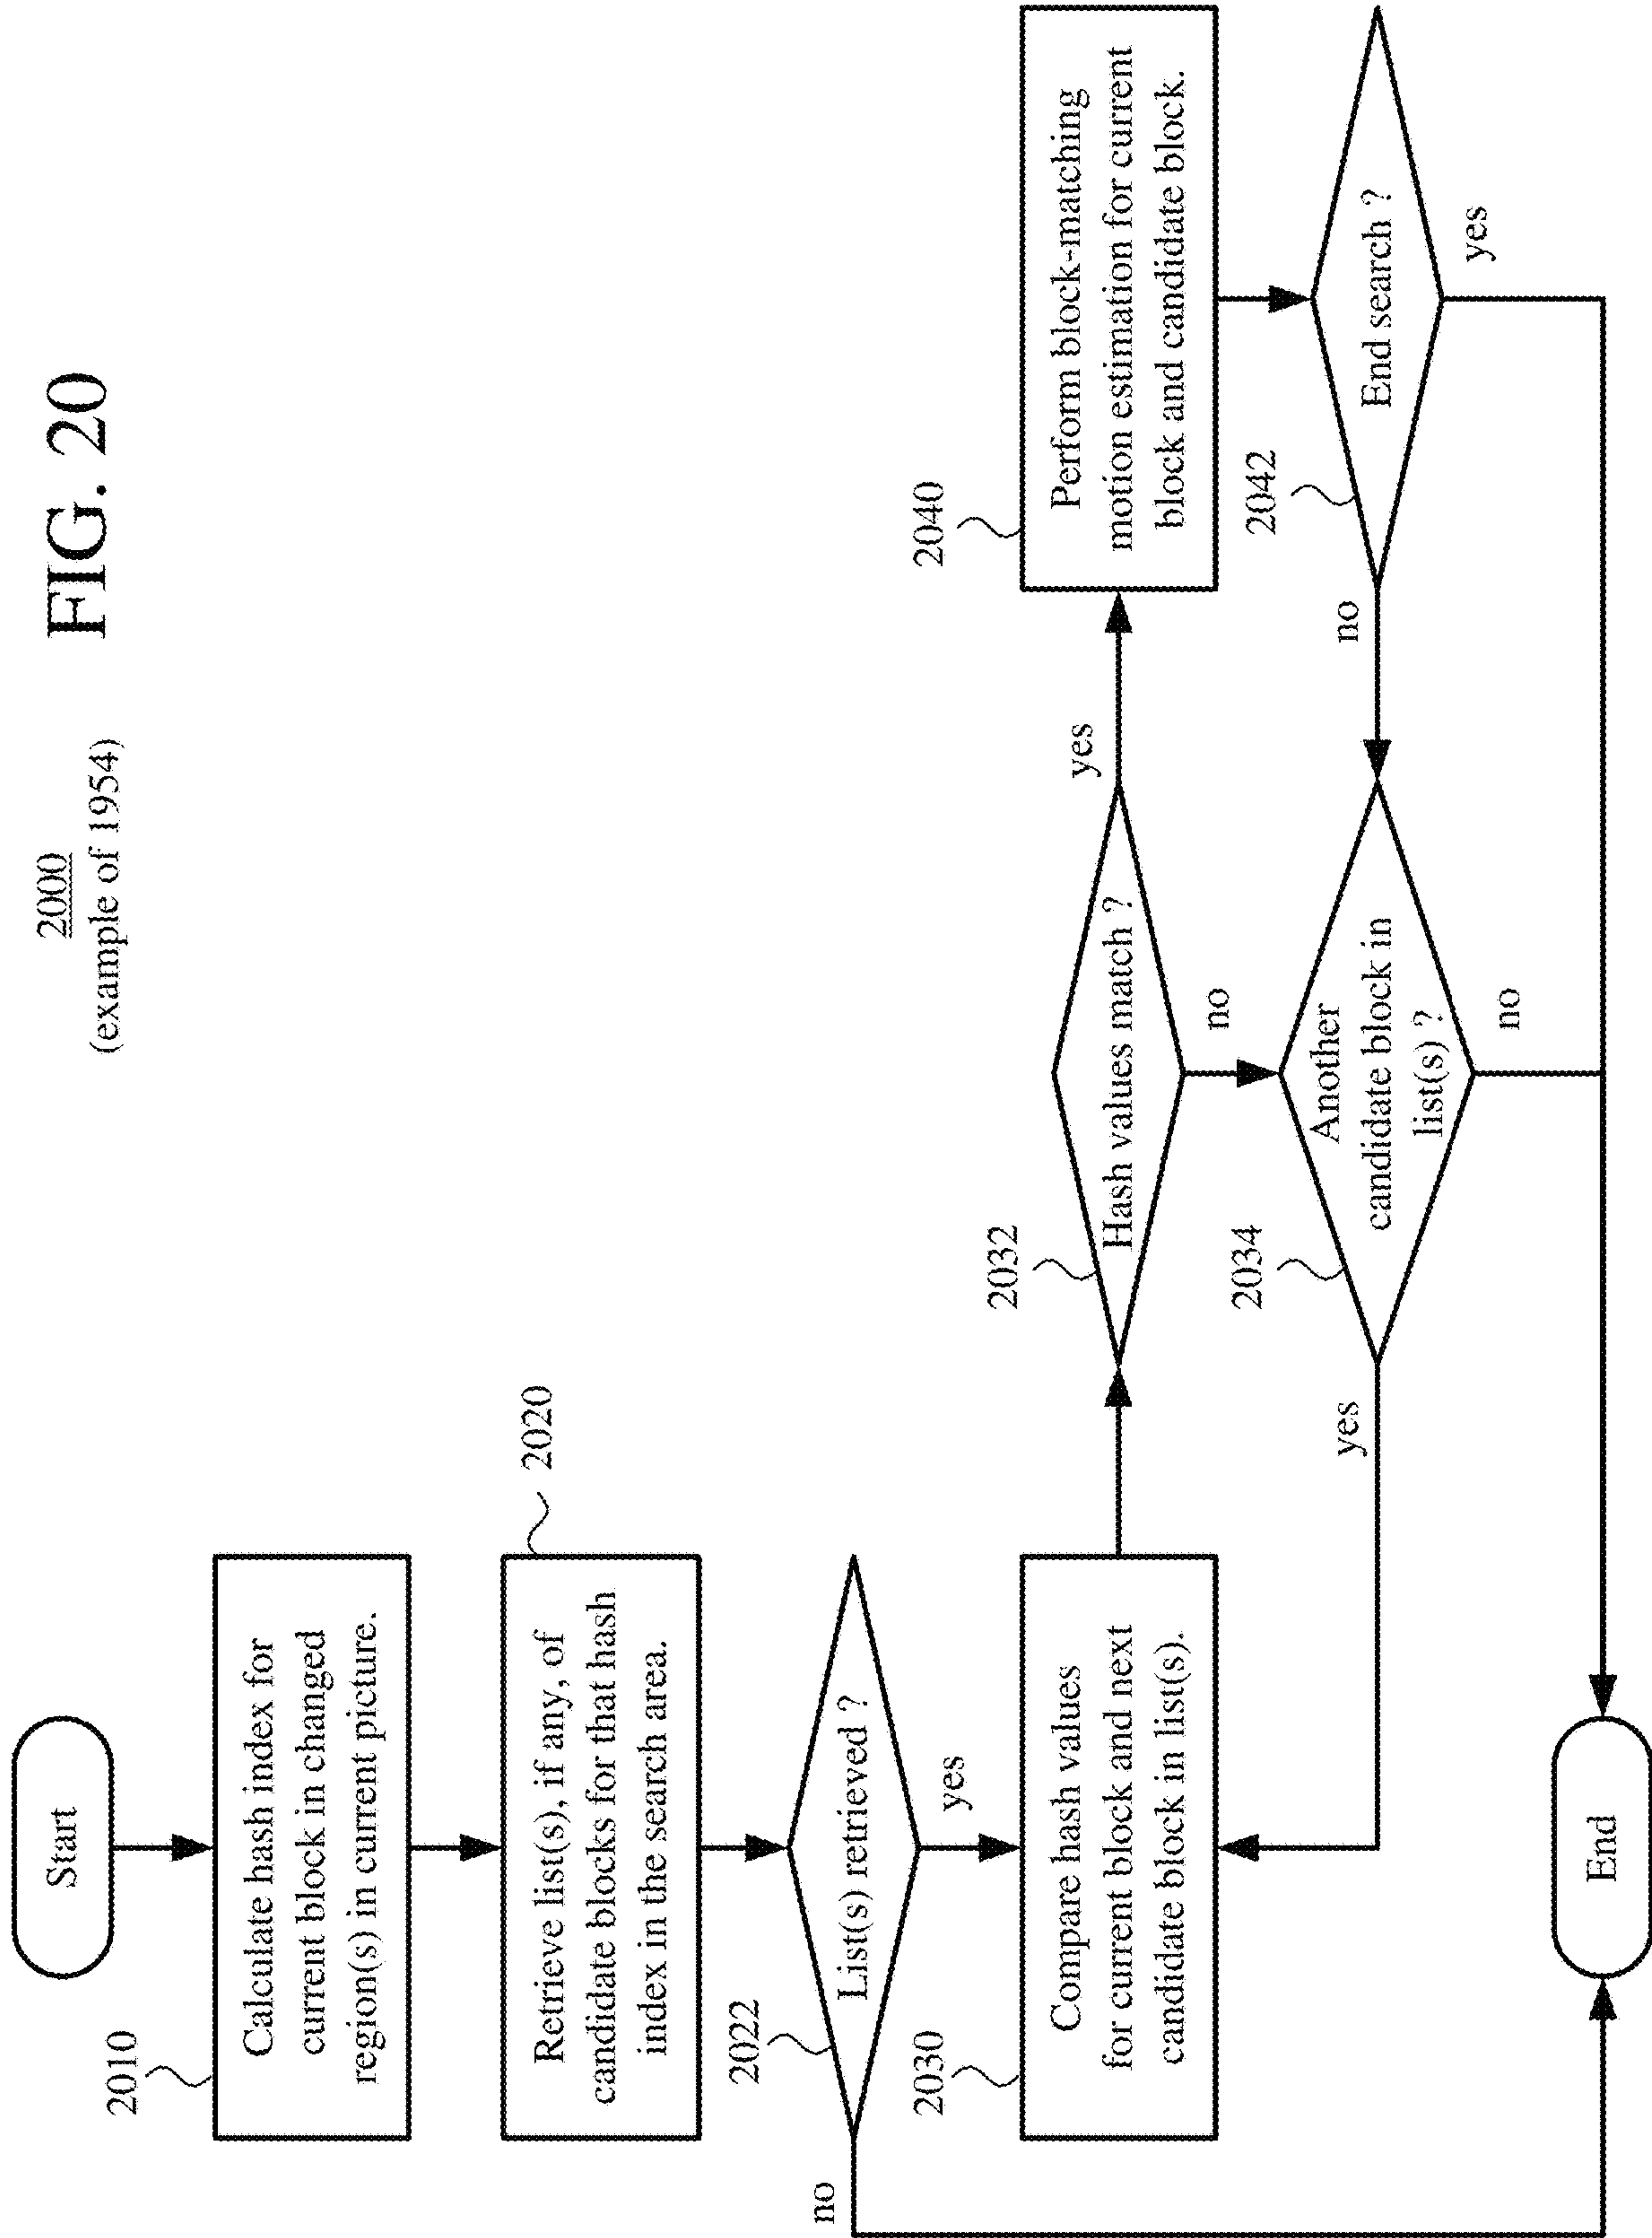 2000
(example of 1954)
FIG. 20
Start
2010
Calculate hash index for
current block in changed
region(s) in current picture.
2020
Retrieve list(s), if any, of
candidate blocks for that hash
index in the search area.
2022
List(s) retrieved ?
no
yes
2030
Compare hash values
for current block and next
candidate block in list(s).
2032
Hash values match ?
yes
no
2040
Perform block-matching
motion estimation for current
block and candidate block.
2034
Another
candidate block in
list(s) ?
yes
no
2042
End search ?
no
yes
End